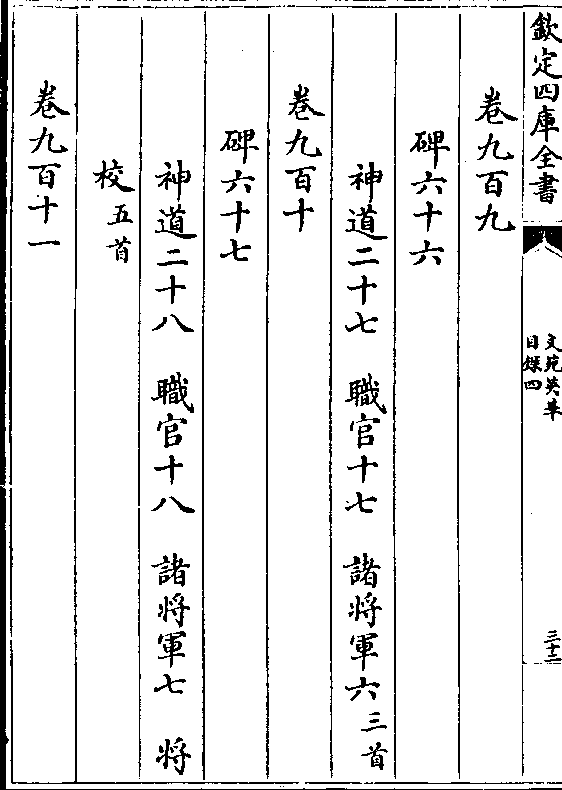 欽定四庫全書
文苑英華
目錄四
三十二
卷九百九
碑六十六
神道二十七 職官十七 諸將軍六三首
卷九百十
碑六十七
神道二十八 職官十八 諸將軍七 將
校五首
卷九百十一